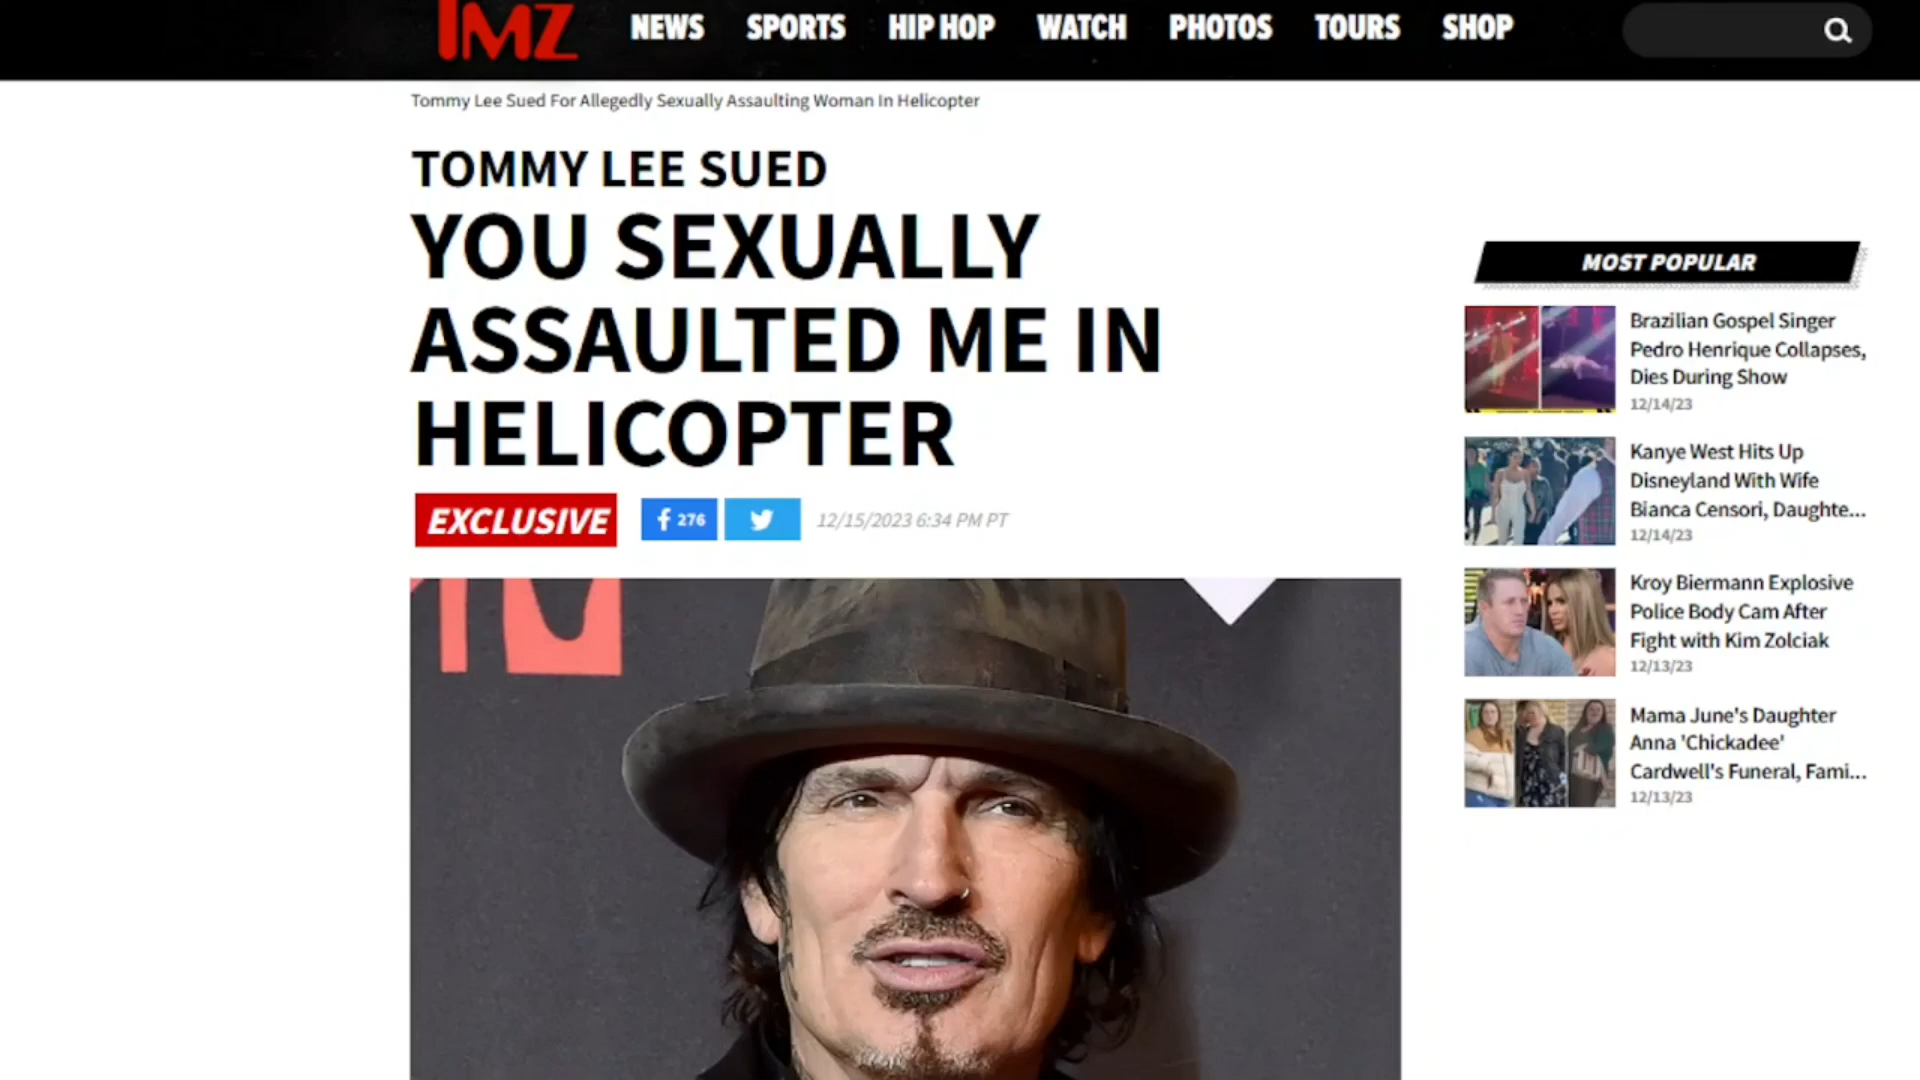 TMZ
NEWS SPORTS HIP HOP WATCH PHOTOS TOURS SHOP
Tommy Lee Sued For Allegedly Sexually Assaulting Woman In Helicopter
TOMMY LEE SUED
YOU SEXUALLY
ASSAULTED ME IN
HELICOPTER
EXCLUSIVE
276
12/15/2023 6:34 PM PT
MOST POPULAR
Brazilian Gospel Singer
Pedro Henrique Collapses,
Dies During Show
12/14/23
Kanye West Hits Up
Disneyland With Wife
Bianca Censori, Daughte...
12/14/23
Kroy Biermann Explosive
Police Body Cam After
Fight with Kim Zolciak
12/13/23
Mama June's Daughter
Anna 'Chickadee'
Cardwell's Funeral, Fami...
12/13/23